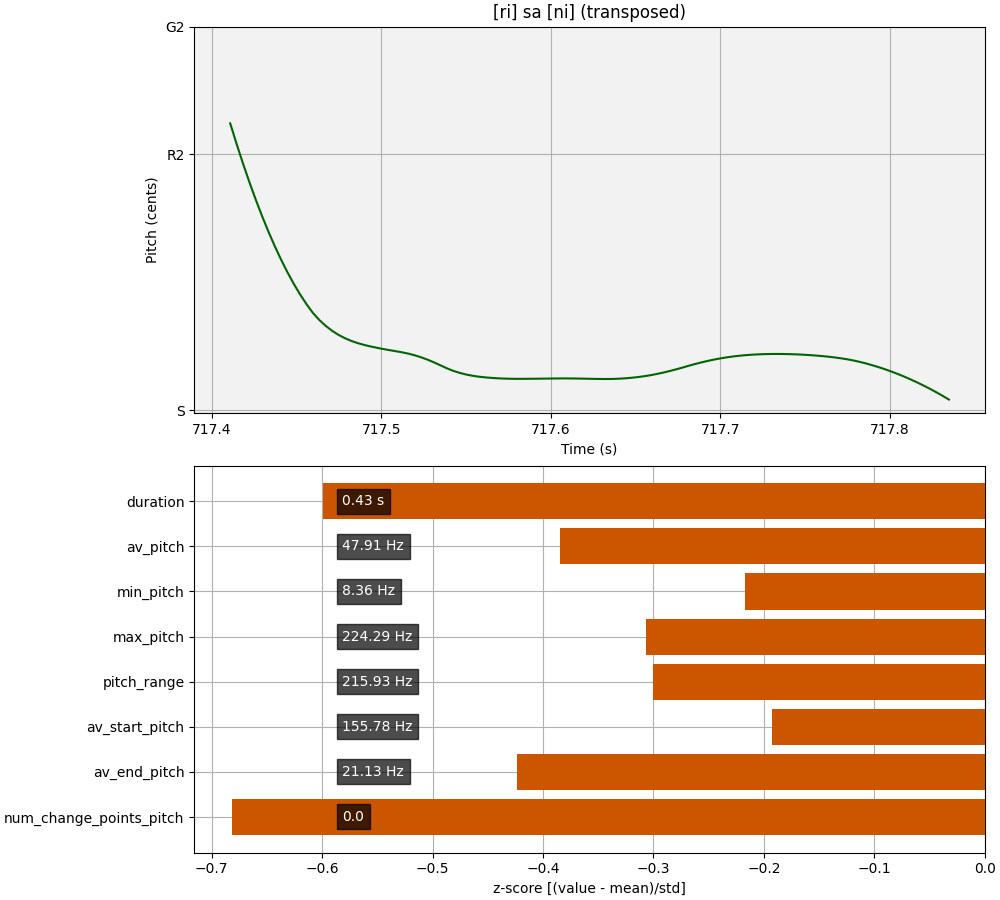 [ri] sa [ni] (transposed)
G2
R2
S
Pitch (cents)
717.4 717.5 717.6 717.7 717.8
Time (s)
duration 0.43 s
av_pitch 47.91 Hz
min_pitch 8.36 Hz
max_pitch 224.29 Hz
pitch_range 215.93 Hz
av_start_pitch 155.78 Hz
av_end_pitch 21.13 Hz
num_change_points_pitch 0.0
−0.7 −0.6 −0.5 −0.4 −0.3 −0.2 −0.1 0.0
z-score [(value - mean)/std]